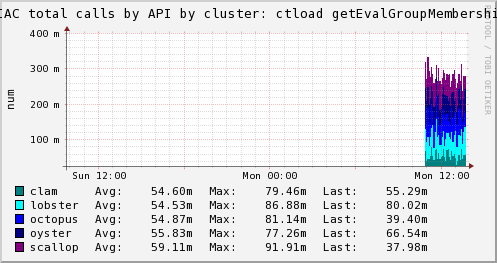 IAC total calls by API by cluster: ctload getEvalGroupMembershi
RRDTOOL / TOBI OETIKER
num
400 m
300 m
200 m
100 m
Sun 12:00 Mon 00:00 Mon 12:00
clam Avg: 54.60m Max: 79.46m Last: 55.29m
lobster Avg: 54.53m Max: 86.88m Last: 80.02m
octopus Avg: 54.87m Max: 81.14m Last: 39.40m
oyster Avg: 55.83m Max: 77.26m Last: 66.54m
scallop Avg: 59.11m Max: 91.91m Last: 37.98m